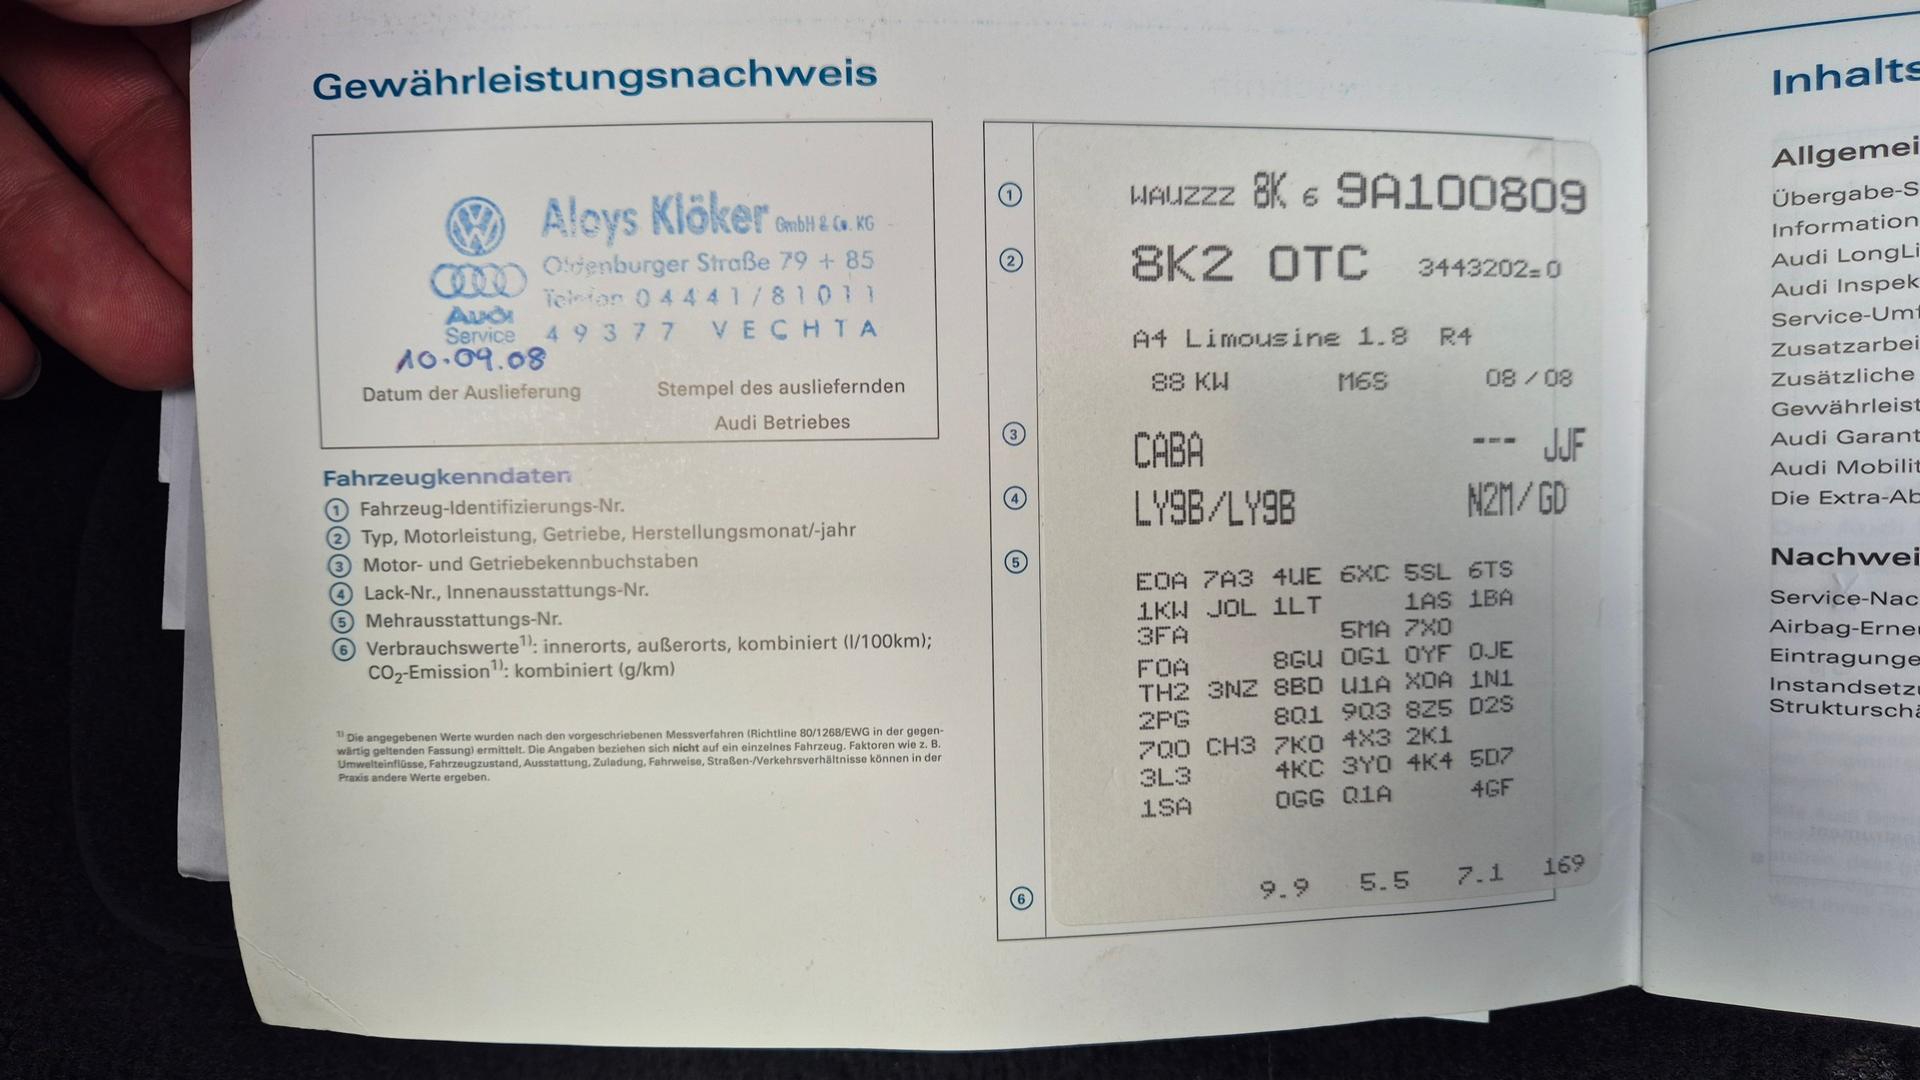 Gewährleistungsnachweis
Aloys Klöker GmbH & Co. KG
Oldenburger Straße 79 + 85
Telefon 04441/81011
Audi
Service
49377 VECHTA
10.09.08
Datum der Auslieferung
Stempel des ausliefernden
Audi Betriebes
Fahrzeugkenndaten
1 Fahrzeug-Identifizierungs-Nr.
2 Typ, Motorleistung, Getriebe, Herstellungsmonat/-jahr
3 Motor- und Getriebekennbuchstaben
4 Lack-Nr., Innenausstattungs-Nr.
5 Mehrausstattungs-Nr.
6 Verbrauchswerte1): innerorts, außerorts, kombiniert (l/100km);
CO2-Emission1): kombiniert (g/km)
1) Die angegebenen Werte wurden nach den vorgeschriebenen Messverfahren (Richtline 80/1268/EWG in der gegen-
wärtig geltenden Fassung) ermittelt. Die Angaben beziehen sich nicht auf ein einzelnes Fahrzeug. Faktoren wie z. B.
Umwelteinflüsse, Fahrzeugzustand, Ausstattung, Zuladung, Fahrweise, Straßen-/Verkehrsverhältnisse können in der
Praxis andere Werte ergeben.
1 WAUZZZ 8K 6 9A100809
2 8K2 0TC 3443202=0
A4 Limousine 1.8 R4
88 KW M6S 08/08
3 CABA --- JJF
4 LY9B/LY9B N2M/GD
5 E0A 7A3 4UE 6XC 5SL 6TS
1KW J0L 1LT 1AS 1BA
3FA 5MA 7X0
F0A 8GU 0G1 0YF 0JE
TH2 3NZ 8BD U1A X0A 1N1
2PG 8Q1 9Q3 8Z5 D2S
7Q0 CH3 7K0 4X3 2K1
3L3 4KC 3Y0 4K4 5D7
1SA 0GG Q1A 4GF
6 9.9 5.5 7.1 169
Inhalts
Allgemei
Übergabe-S
Information
Audi LongLi
Audi Inspek
Service-Umf
Zusatzarbei
Zusätzliche
Gewährleist
Audi Garant
Audi Mobilit
Die Extra-Ab
Nachwei
Service-Nac
Airbag-Erne
Eintragunge
Instandsetzu
Strukturschä